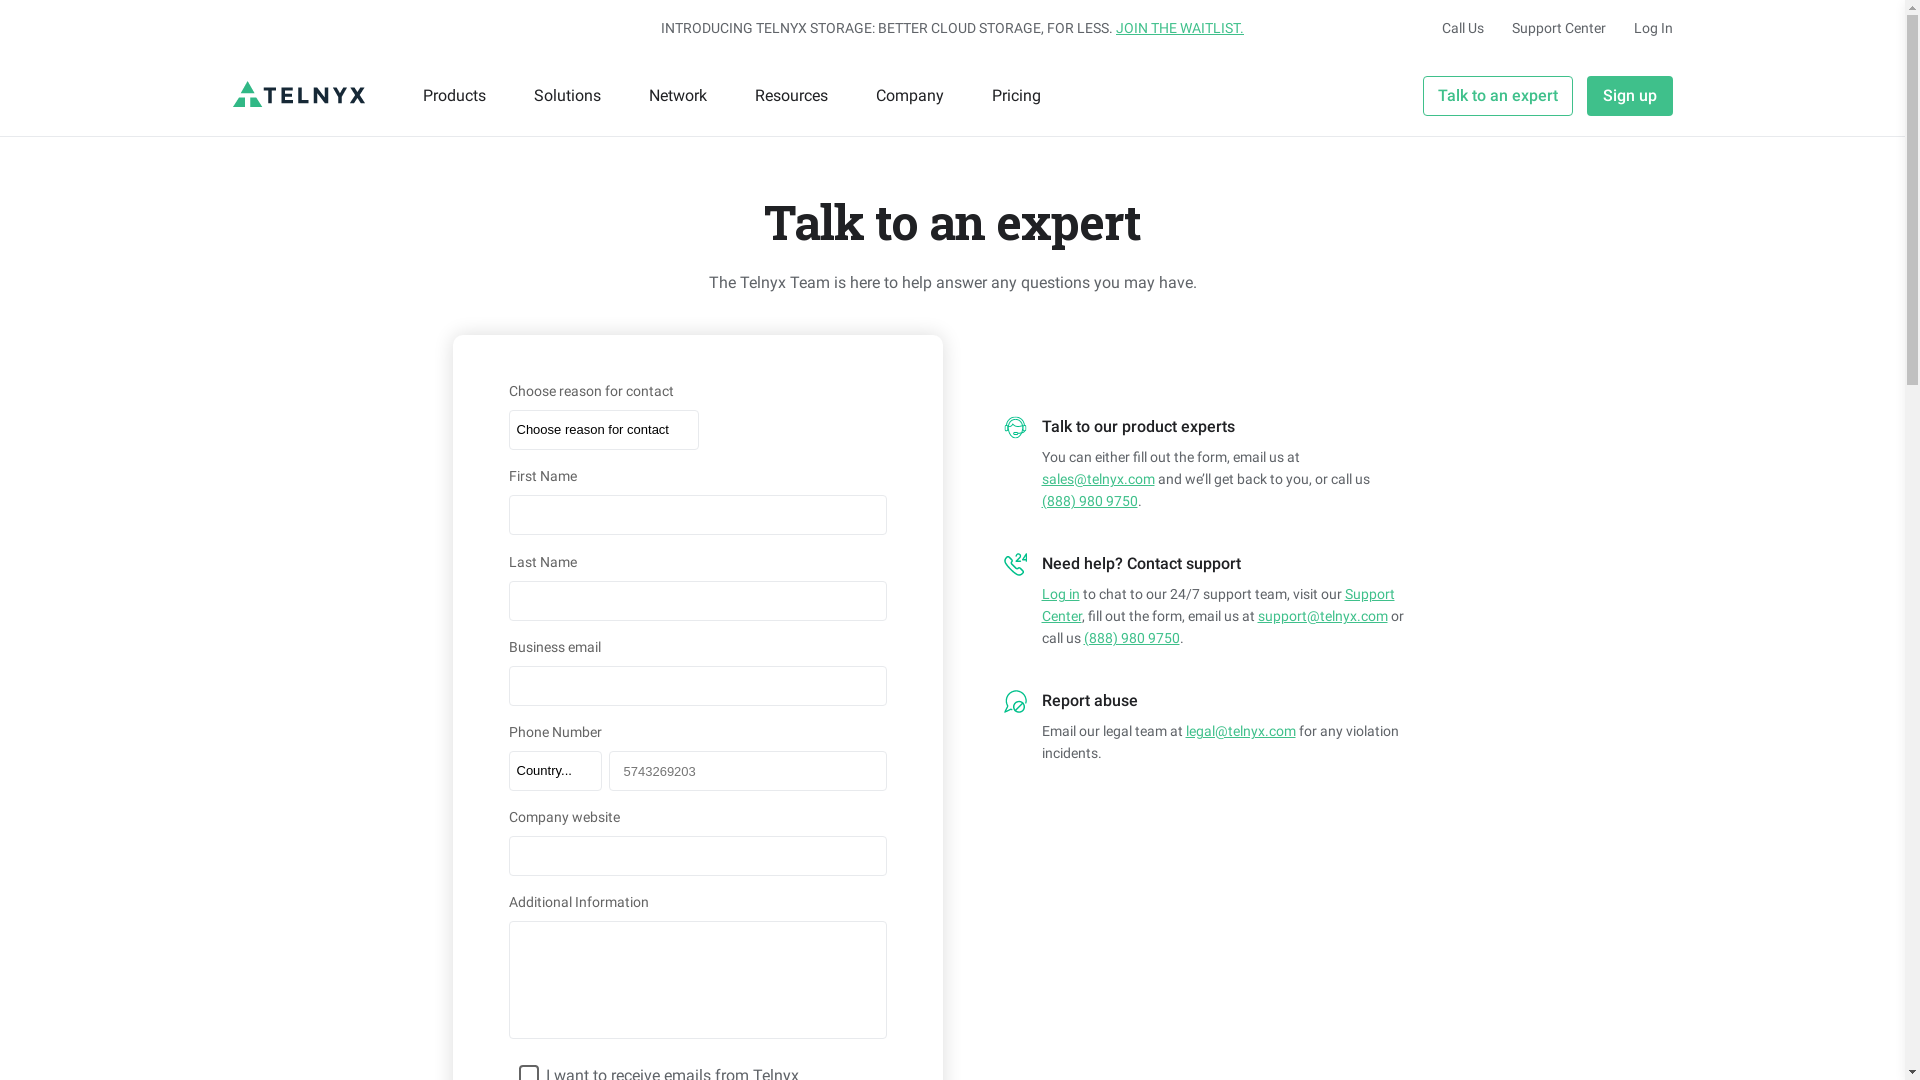 INTRODUCING TELNYX STORAGE: BETTER CLOUD STORAGE, FOR LESS. JOIN THE WAITLIST.
Call Us
Support Center
Log In
TELNYX
Products
Solutions
Network
Resources
Company
Pricing
Talk to an expert
Sign up
Talk to an expert
The Telnyx Team is here to help answer any questions you may have.
Choose reason for contact
Choose reason for contact
First Name
Last Name
Business email
Phone Number
Country...
5743269203
Company website
Additional Information
I want to receive emails from Telnyx
Talk to our product experts
You can either fill out the form, email us at
sales@telnyx.com and we’ll get back to you, or call us
(888) 980 9750.
24
Need help? Contact support
Log in to chat to our 24/7 support team, visit our Support
Center, fill out the form, email us at support@telnyx.com or
call us (888) 980 9750.
Report abuse
Email our legal team at legal@telnyx.com for any violation
incidents.